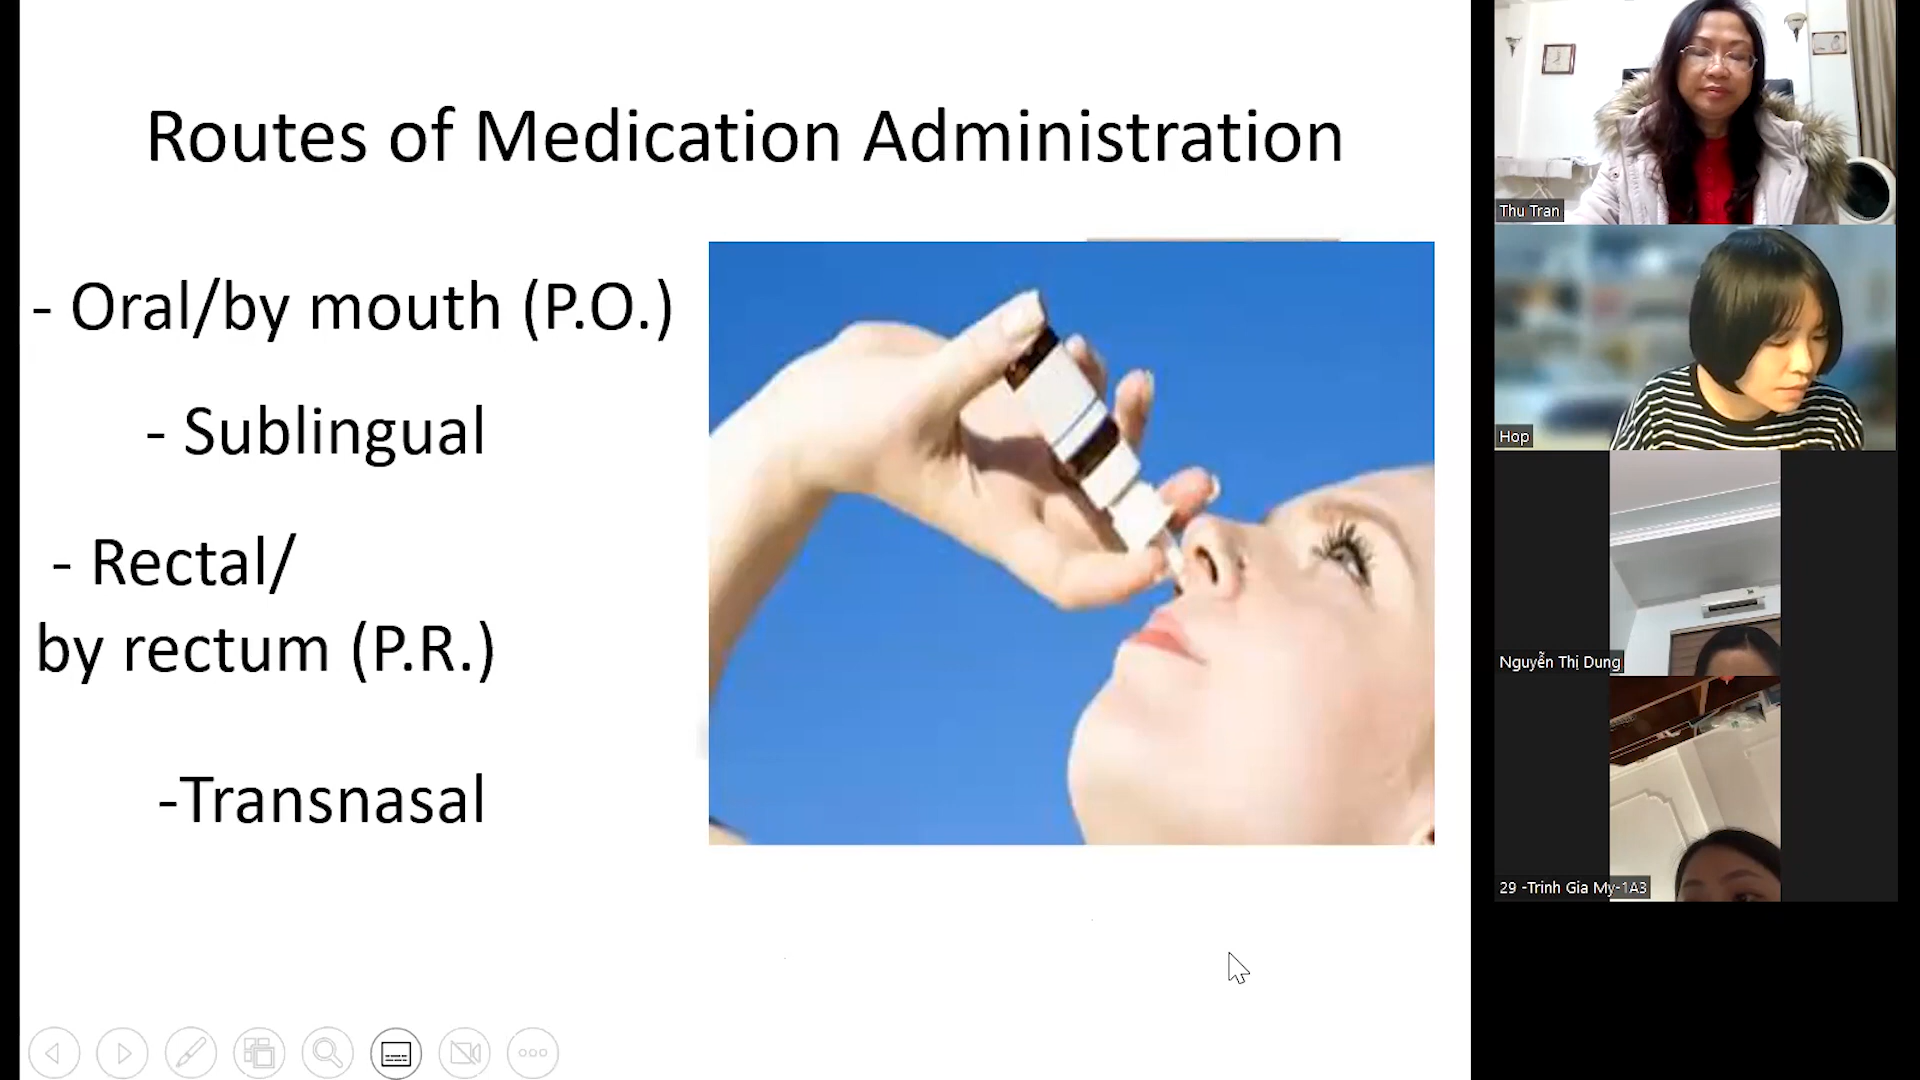 Routes of Medication Administration
- Oral/by mouth (P.O.)
- Sublingual
- Rectal/
by rectum (P.R.)
-Transnasal
Thu Tran
Hop
Nguyễn Thị Dung
29 -Trinh Gia My-1A3